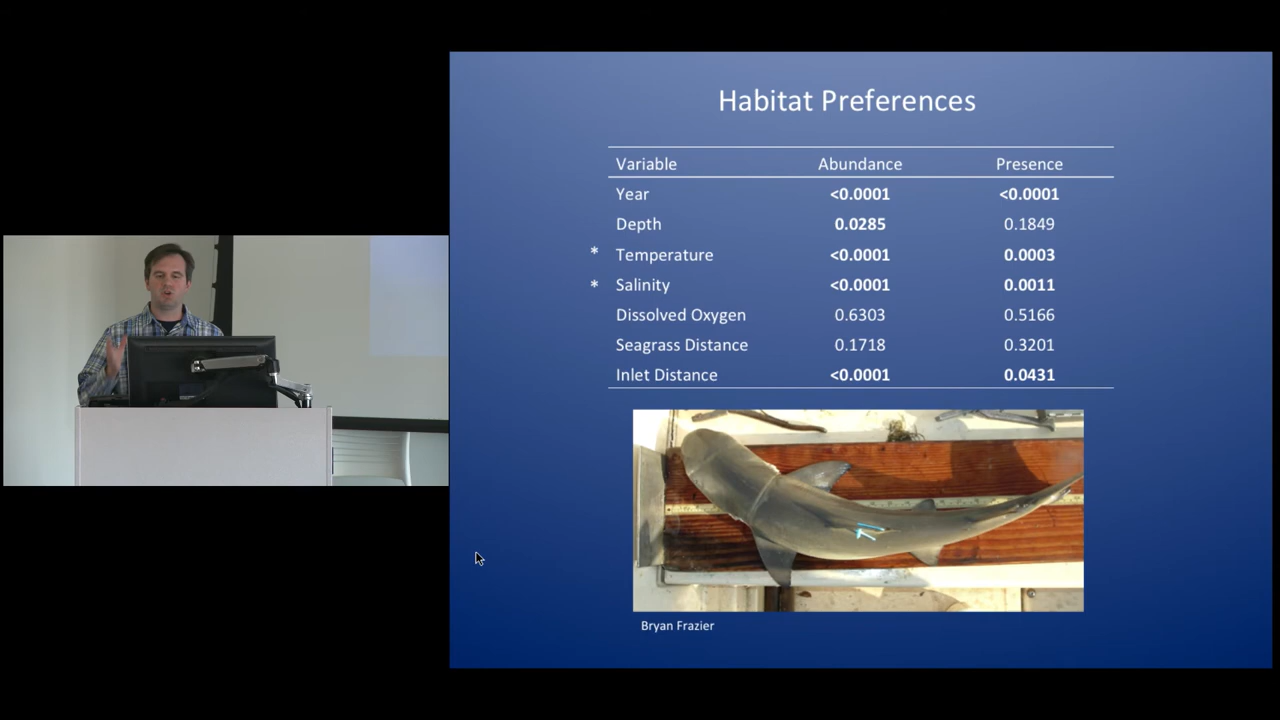 Habitat Preferences
Variable Abundance Presence
Year <0.0001 <0.0001
Depth 0.0285 0.1849
* Temperature <0.0001 0.0003
* Salinity <0.0001 0.0011
Dissolved Oxygen 0.6303 0.5166
Seagrass Distance 0.1718 0.3201
Inlet Distance <0.0001 0.0431
Bryan Frazier